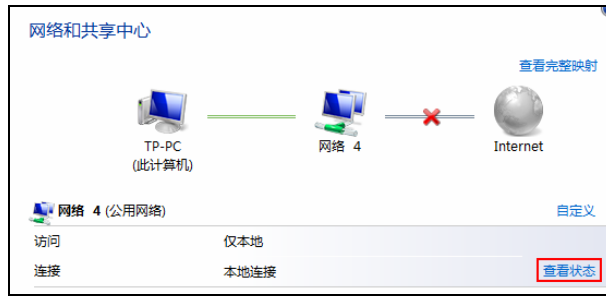 网络和共享中心
查看完整映射
TP-PC
(此计算机)
网络 4
Internet
网络 4 (公用网络)
自定义
访问 仅本地
连接 本地连接 查看状态